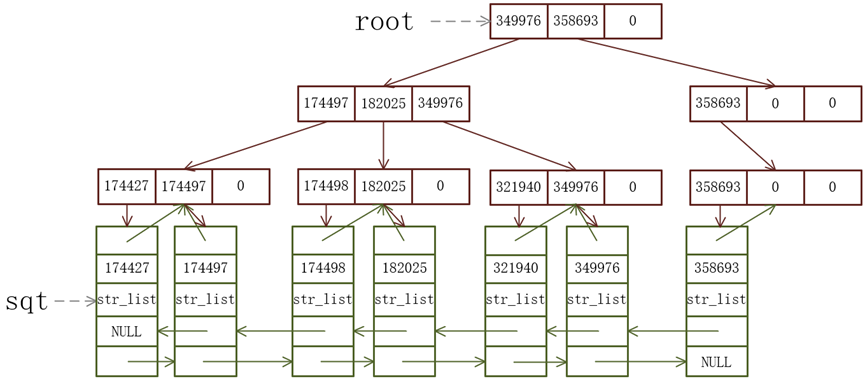 root 349976 358693 0
174497 182025 349976 358693 0 0
174427 174497 0 174498 182025 0 321940 349976 0 358693 0 0
174427 174497 174498 182025 321940 349976 358693
sqt str_list str_list str_list str_list str_list str_list str_list
NULL
NULL